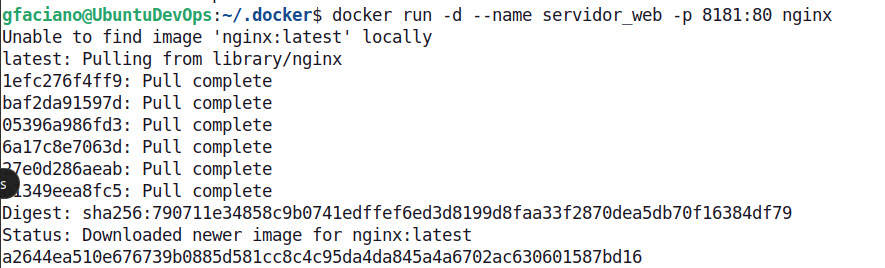 gfaciano@UbuntuDevOps:~/.docker$ docker run -d --name servidor_web -p 8181:80 nginx
Unable to find image 'nginx:latest' locally
latest: Pulling from library/nginx
1efc276f4ff9: Pull complete
baf2da91597d: Pull complete
05396a986fd3: Pull complete
6a17c8e7063d: Pull complete
27e0d286aeab: Pull complete
1349eea8fc5: Pull complete
Digest: sha256:790711e34858c9b0741edffef6ed3d8199d8faa33f2870dea5db70f16384df79
Status: Downloaded newer image for nginx:latest
a2644ea510e676739b0885d581cc8c4c95da4da845a4a6702ac630601587bd16